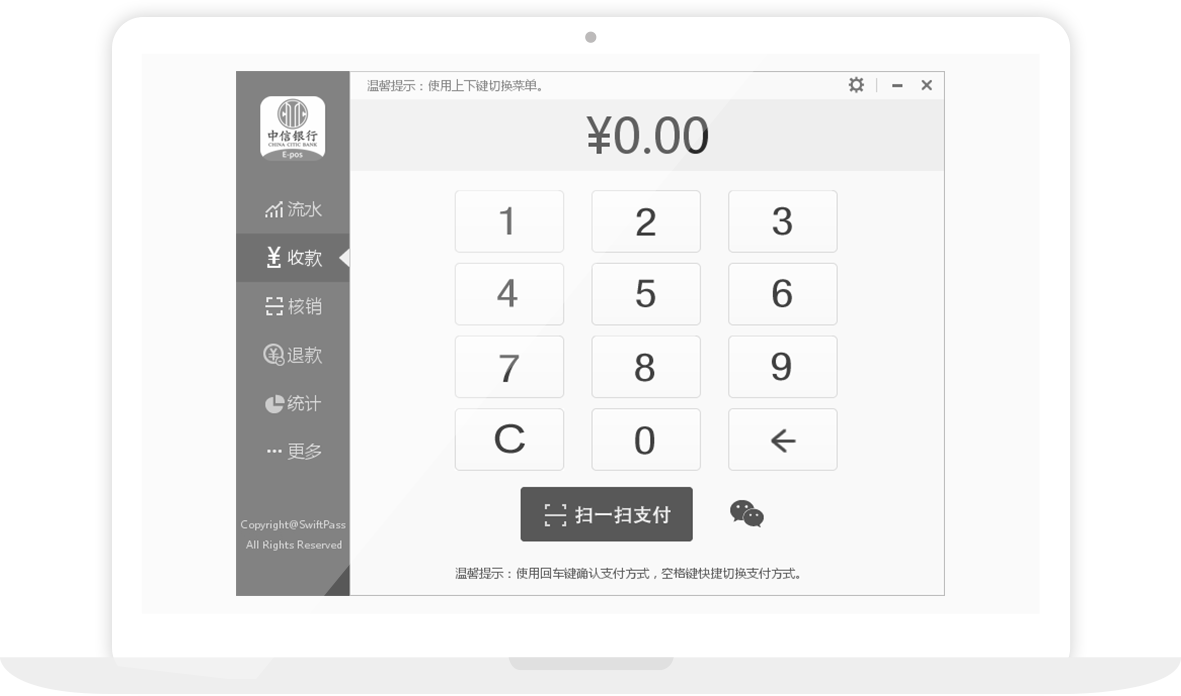 温馨提示：使用上下键切换菜单。
中信银行
CHINA CITIC BANK
E-pos
¥0.00
流水
¥ 收款
核销
¥ 退款
统计
··· 更多
1 2 3
4 5 6
7 8 9
C 0 ←
扫一扫支付
Copyright@SwiftPass
All Rights Reserved
温馨提示：使用回车键确认支付方式，空格键快捷切换支付方式。